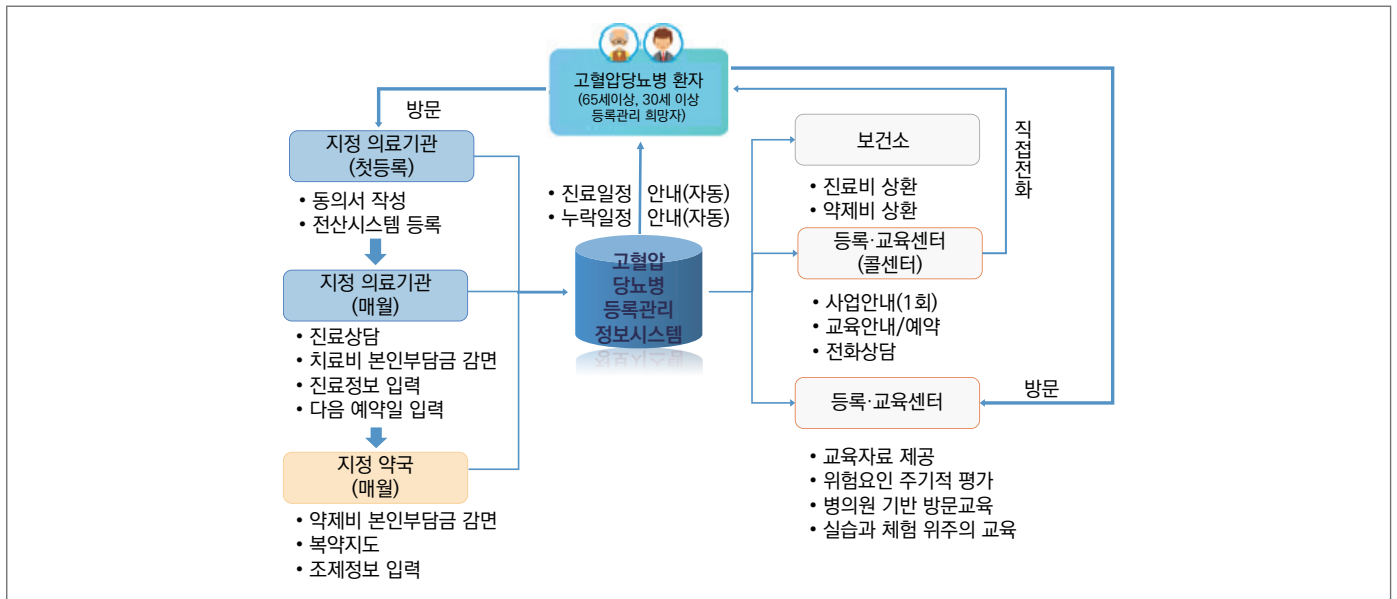 고혈압당뇨병 환자
(65세이상, 30세 이상
등록관리 희망자)
방문
지정 의료기관
(첫등록)
• 동의서 작성
• 전산시스템 등록
지정 의료기관
(매월)
• 진료상담
• 치료비 본인부담금 감면
• 진료정보 입력
• 다음 예약일 입력
지정 약국
(매월)
• 약제비 본인부담금 감면
• 복약지도
• 조제정보 입력
• 진료일정 안내(자동)
• 누락일정 안내(자동)
고혈압
당뇨병
등록관리
정보시스템
보건소
• 진료비 상환
• 약제비 상환
등록·교육센터
(콜센터)
• 사업안내(1회)
• 교육안내/예약
• 전화상담
직접전화
등록·교육센터
방문
• 교육자료 제공
• 위험요인 주기적 평가
• 병의원 기반 방문교육
• 실습과 체험 위주의 교육